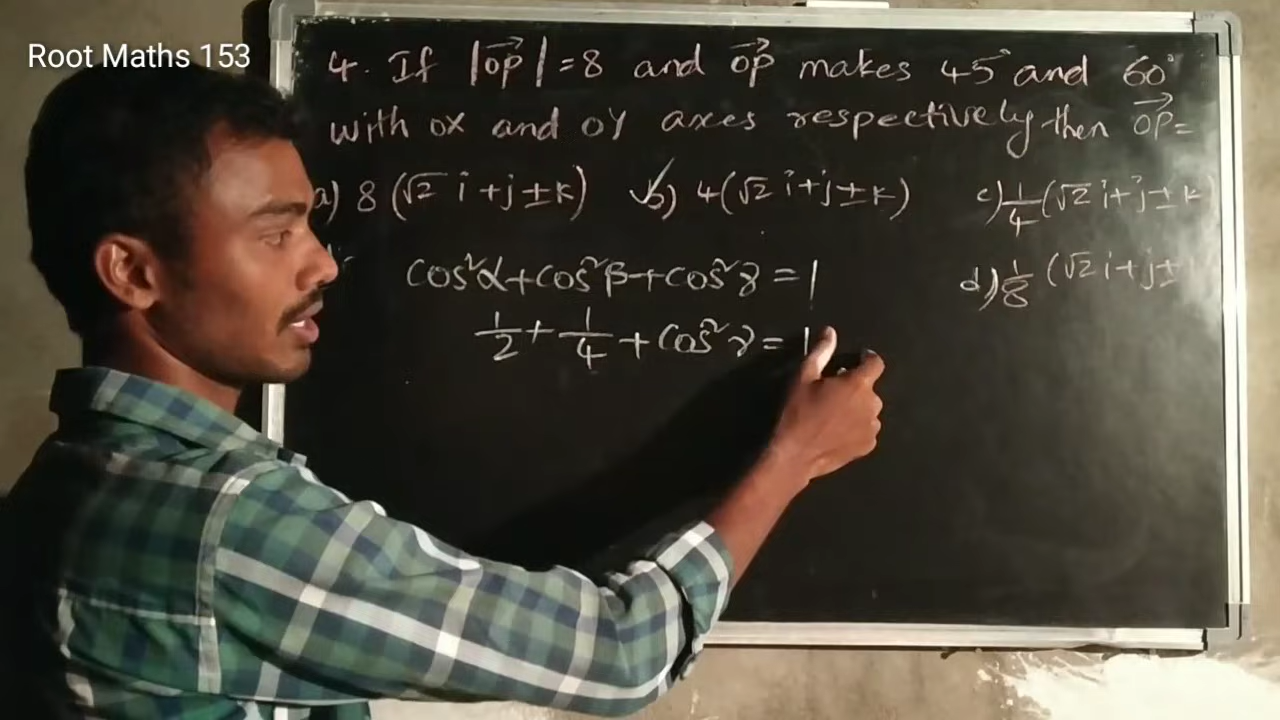 Root Maths 153
4. If |OP⃗| = 8 and OP⃗ makes 45° and 60°
with OX and OY axes respectively then OP⃗ =
a) 8 (√2 i + j ± k) b) 4(√2 i + j ± k) c) 1/4 (√2 i + j ± k)
cos²α + cos²β + cos²γ = 1 d) 1/8 (√2 i + j ±
1/2 + 1/4 + cos²γ = 1